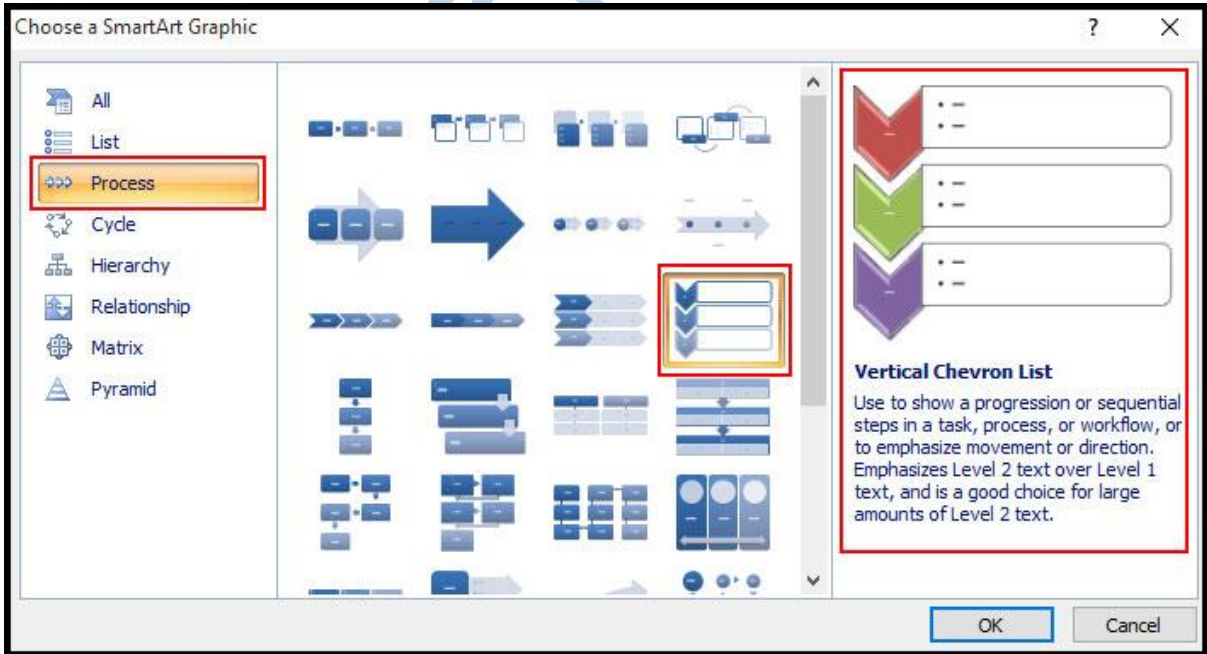 Choose a SmartArt Graphic
?
All
List
Process
Cycle
Hierarchy
Relationship
Matrix
Pyramid
Vertical Chevron List
Use to show a progression or sequential
steps in a task, process, or workflow, or
to emphasize movement or direction.
Emphasizes Level 2 text over Level 1
text, and is a good choice for large
amounts of Level 2 text.
OK
Cancel